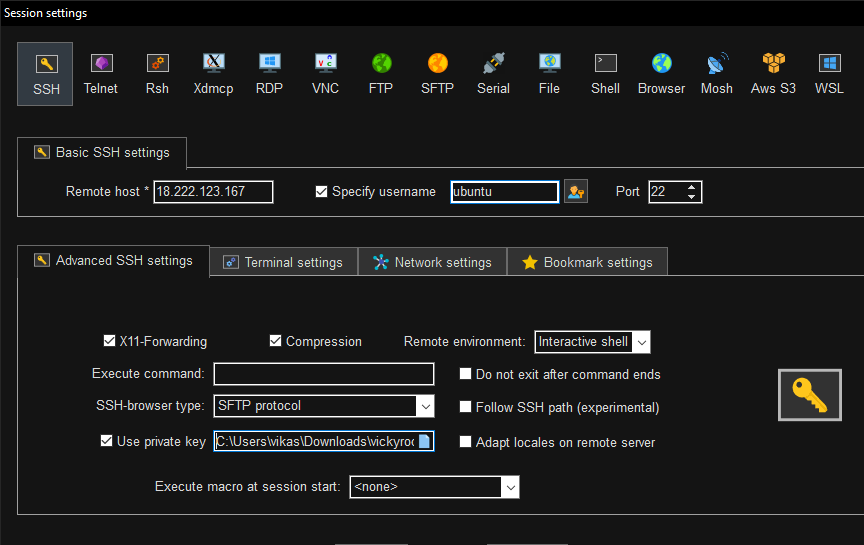 Session settings
SSH Telnet Rsh Xdmcp RDP VNC FTP SFTP Serial File Shell Browser Mosh Aws S3 WSL
Basic SSH settings
Remote host * 18.222.123.167 Specify username ubuntu Port 22
Advanced SSH settings Terminal settings Network settings Bookmark settings
X11-Forwarding Compression Remote environment: Interactive shell
Execute command: Do not exit after command ends
SSH-browser type: SFTP protocol Follow SSH path (experimental)
Use private key C:\Users\vikas\Downloads\vickyroc Adapt locales on remote server
Execute macro at session start: <none>